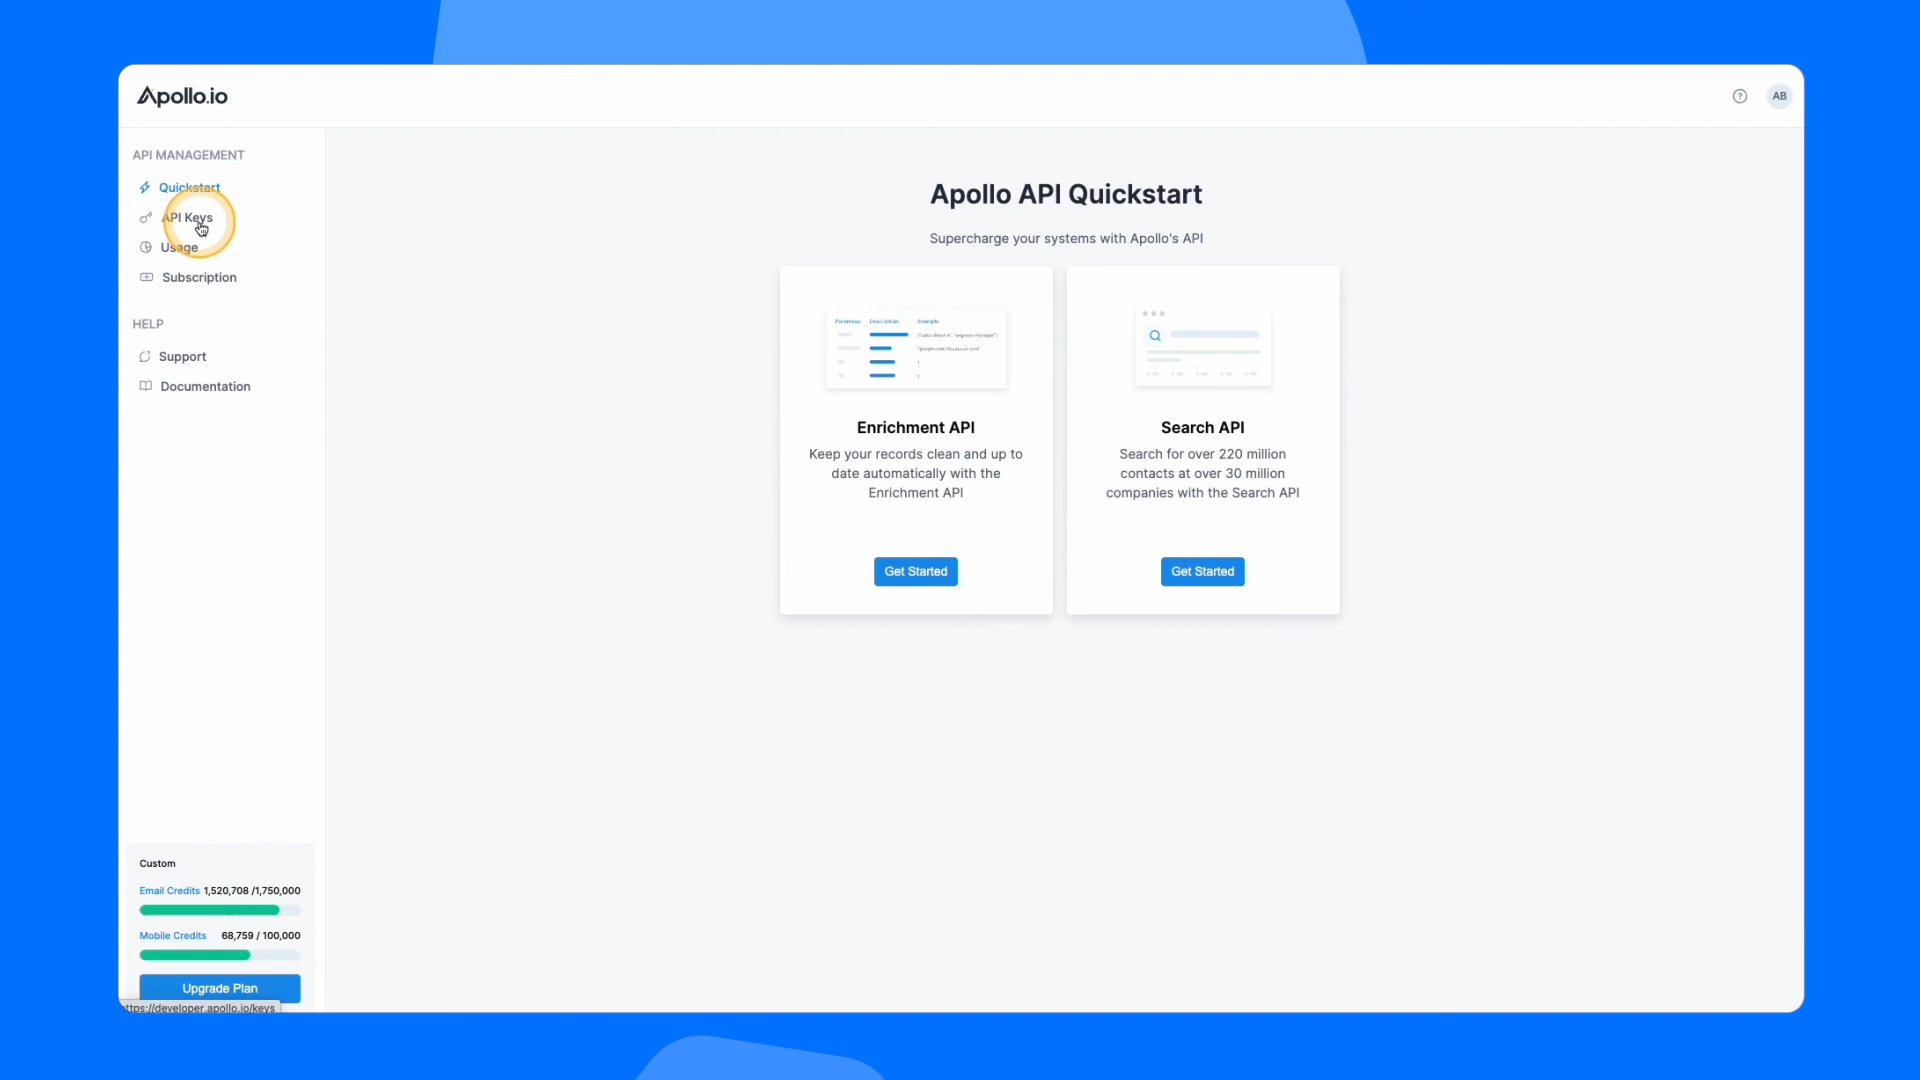 Apollo.io
AB
API MANAGEMENT
Quickstart
API Keys
Usage
Subscription
HELP
Support
Documentation
Apollo API Quickstart
Supercharge your systems with Apollo's API
Parameter Description Example
Enrichment API
Keep your records clean and up to
date automatically with the
Enrichment API
Get Started
Search API
Search for over 220 million
contacts at over 30 million
companies with the Search API
Get Started
Custom
Email Credits 1,520,708 /1,750,000
Mobile Credits 68,759 / 100,000
Upgrade Plan
ttps://developer.apollo.io/keys